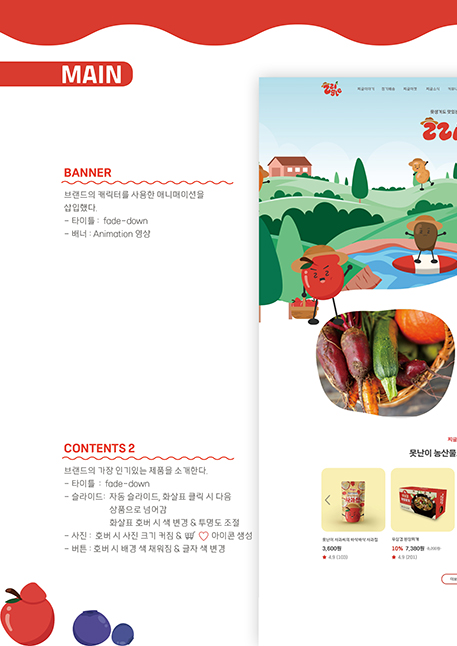 MAIN
BANNER
브랜드의 캐릭터를 사용한 애니메이션을
삽입했다.
- 타이틀 : fade-down
- 배너 : Animation 영상
CONTENTS 2
브랜드의 가장 인기있는 제품을 소개한다.
- 타이틀 : fade-down
- 슬라이드: 자동 슬라이드, 화살표 클릭 시 다음
상품으로 넘어감
화살표 호버 시 색 변경 & 투명도 조절
- 사진 : 호버 시 사진 크기 커짐 & 아이콘 생성
- 버튼 : 호버 시 배경 색 채워짐 & 글자 색 변경
못난이 농산물
3,600원
4.9 (100)
10% 7,380원
4.9 (201)